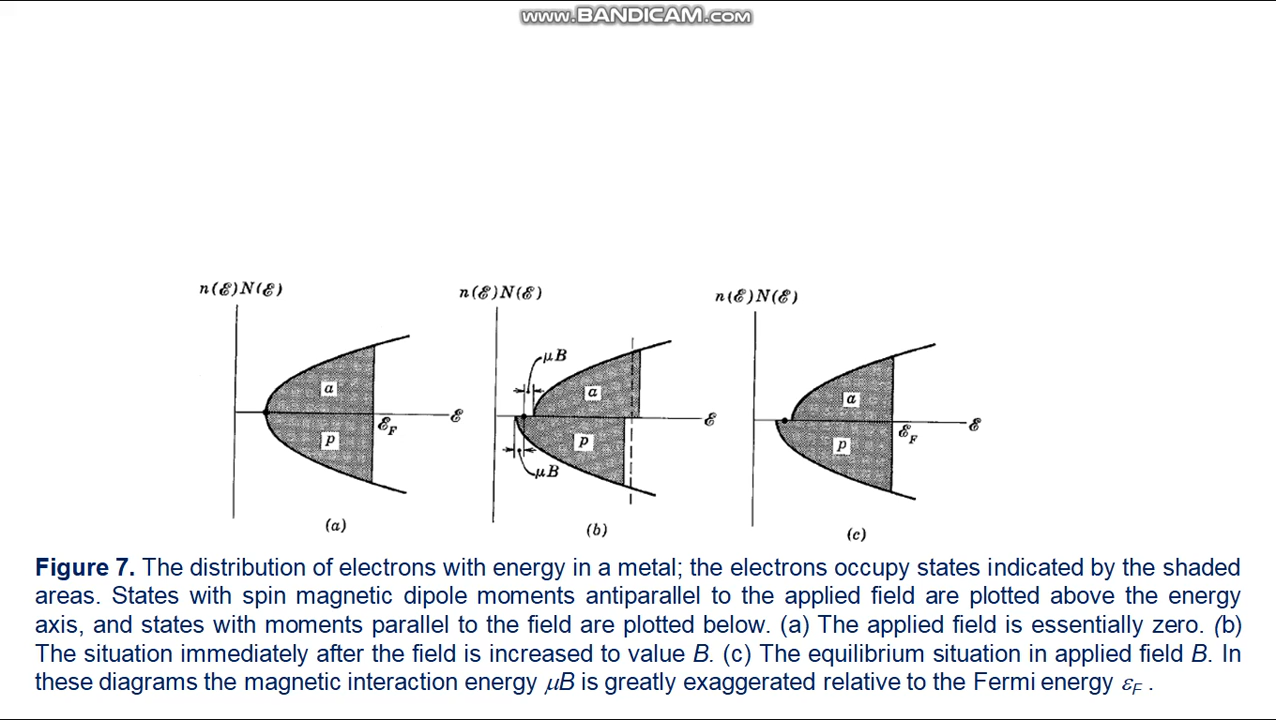 www.BANDICAM.com
n(ℰ)N(ℰ)
a
p
ℰ
ℰF
(a)
n(ℰ)N(ℰ)
μB
a
p
μB
ℰ
(b)
n(ℰ)N(ℰ)
a
p
ℰ
ℰF
(c)
Figure 7. The distribution of electrons with energy in a metal; the electrons occupy states indicated by the shaded
areas. States with spin magnetic dipole moments antiparallel to the applied field are plotted above the energy
axis, and states with moments parallel to the field are plotted below. (a) The applied field is essentially zero. (b)
The situation immediately after the field is increased to value B. (c) The equilibrium situation in applied field B. In
these diagrams the magnetic interaction energy μB is greatly exaggerated relative to the Fermi energy εF .